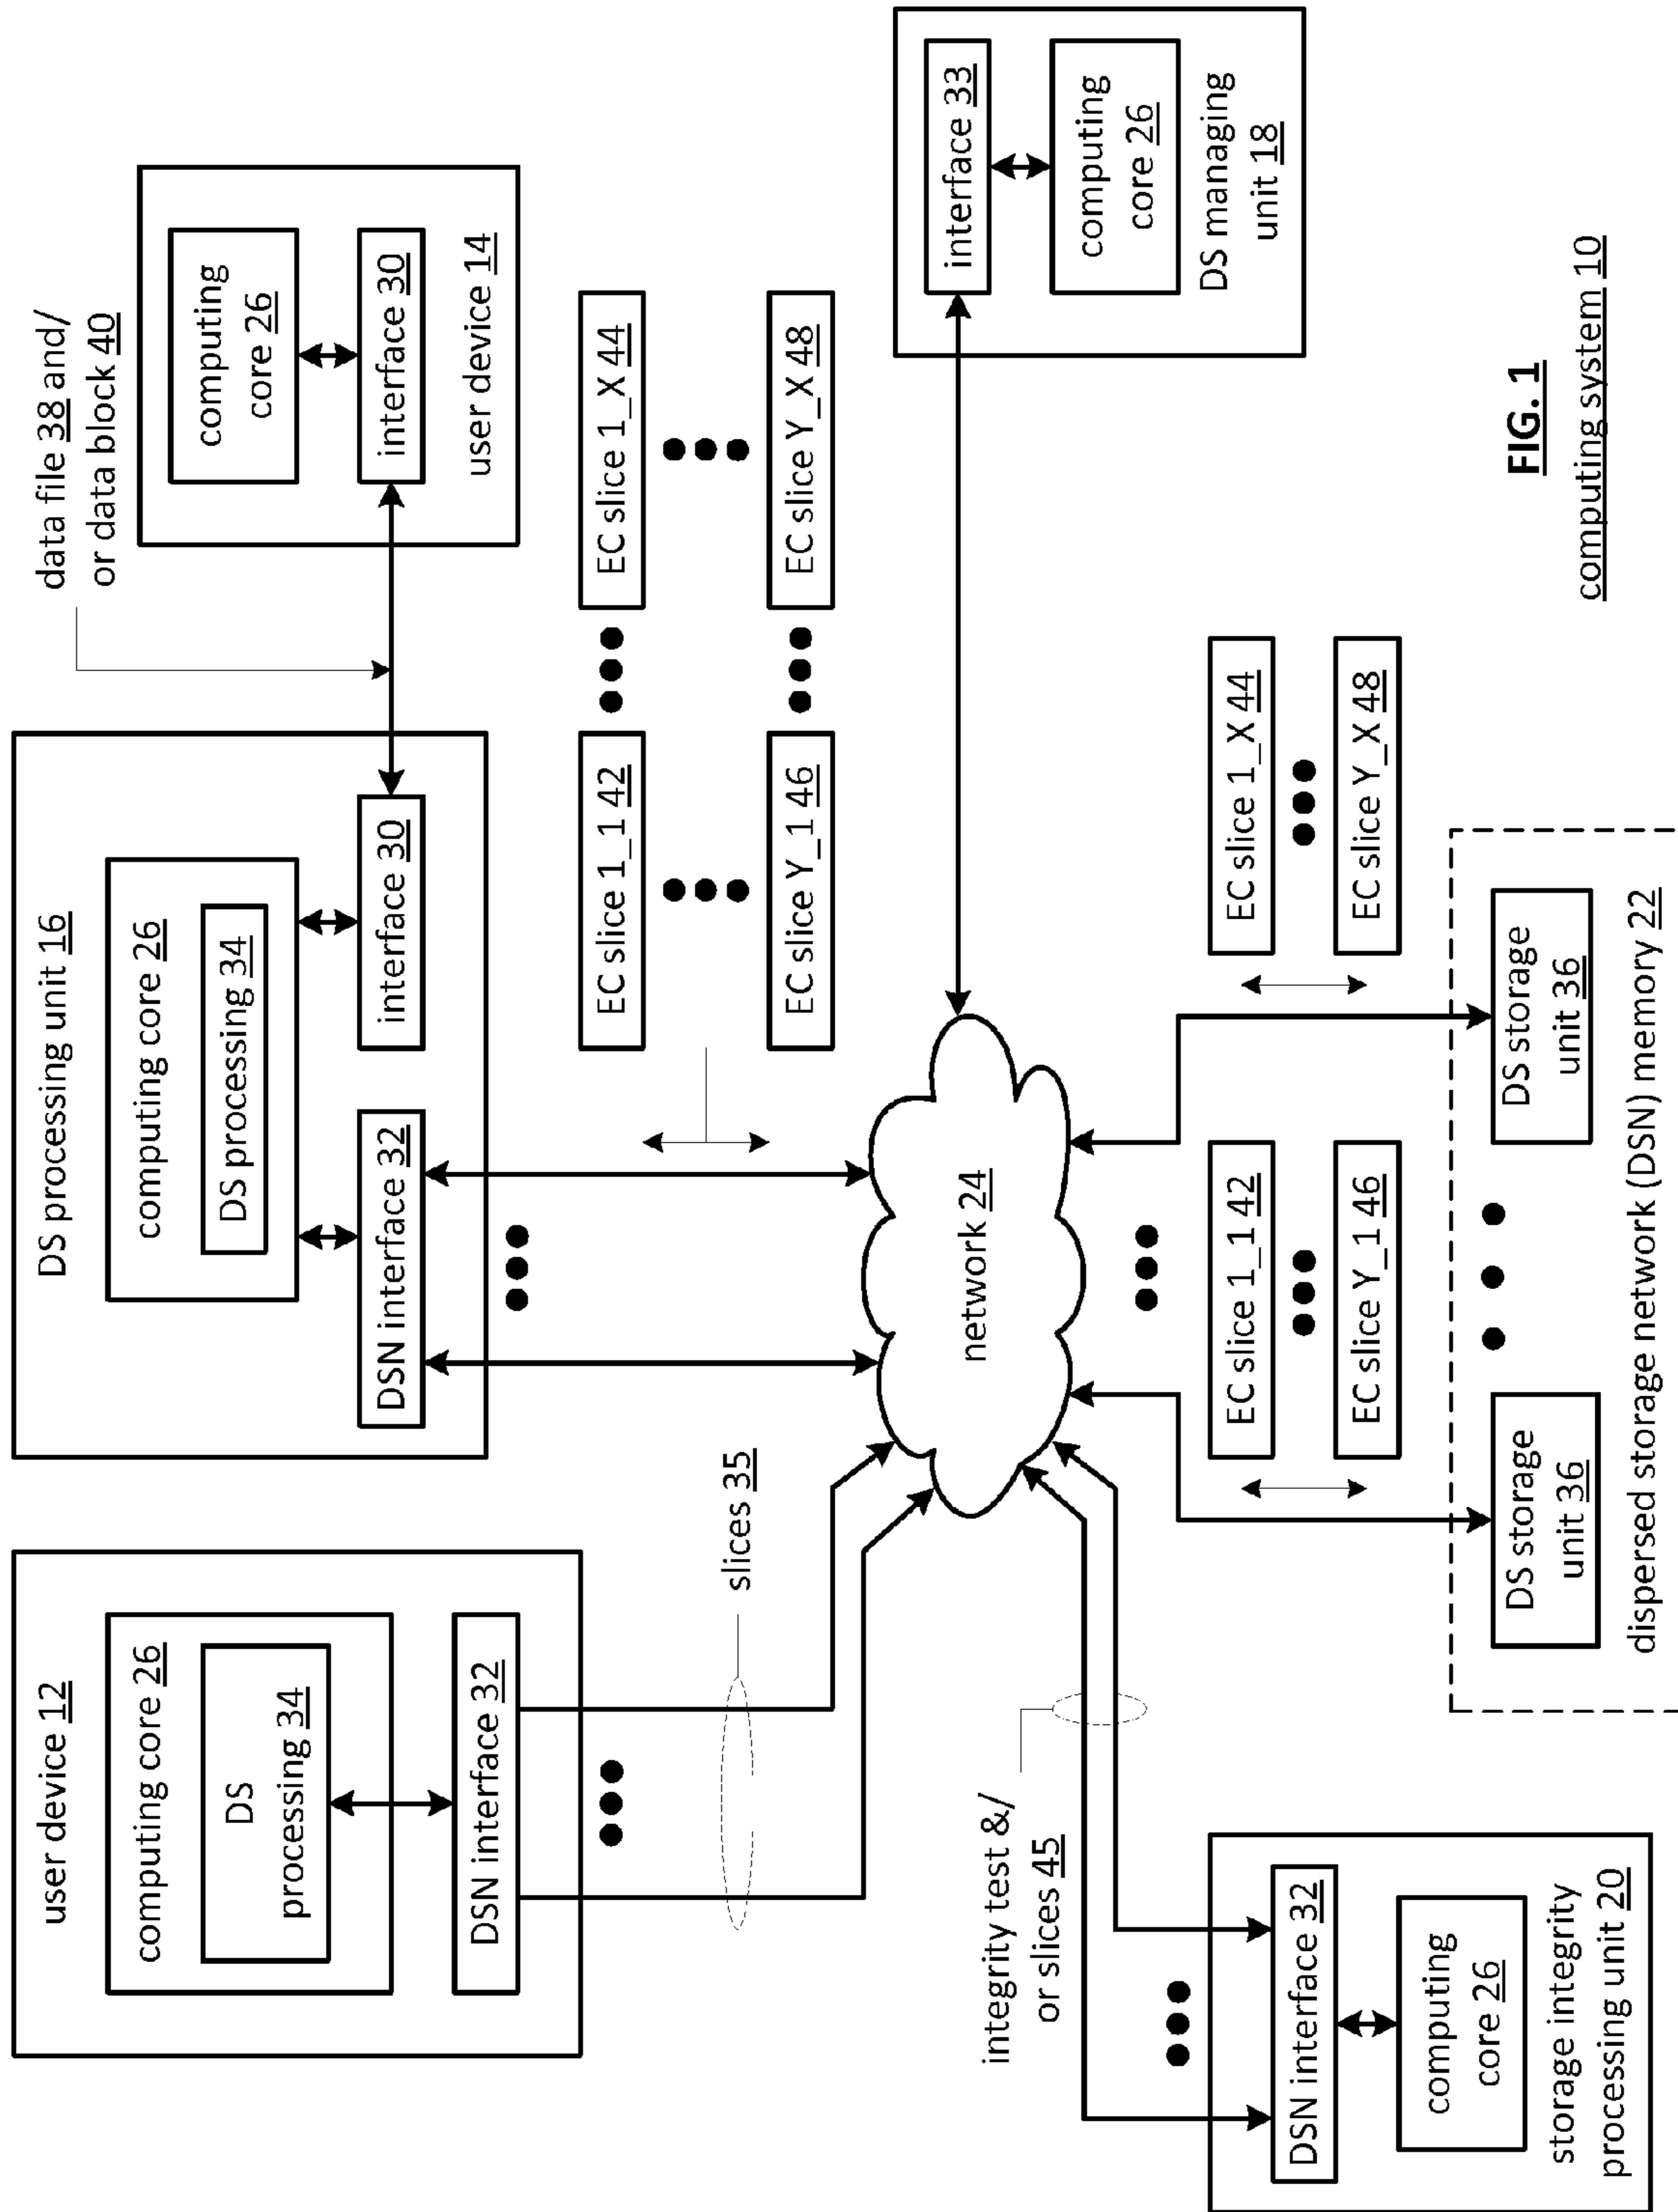 user device 12
computing core 26
DS
processing 34
DSN interface 32
slices 35
DS processing unit 16
computing core 26
DS processing 34
DSN interface 32
interface 30
data file 38 and/
or data block 40
computing
core 26
interface 30
user device 14
EC slice 1_1 42
EC slice 1_X 44
EC slice Y_1 46
EC slice Y_X 48
network 24
interface 33
computing
core 26
DS managing
unit 18
integrity test &/
or slices 45
DSN interface 32
computing
core 26
storage integrity
processing unit 20
EC slice 1_1 42
EC slice Y_1 46
EC slice 1_X 44
EC slice Y_X 48
DS storage
unit 36
DS storage
unit 36
dispersed storage network (DSN) memory 22
FIG. 1
computing system 10